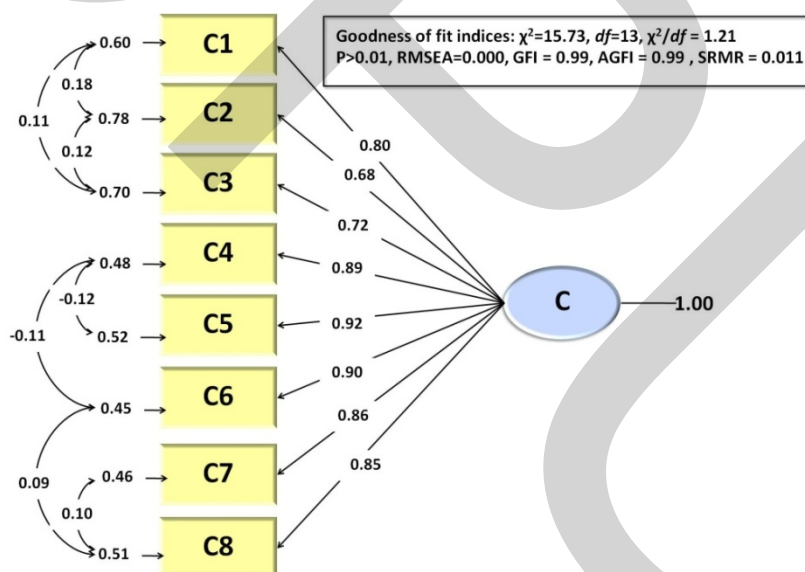 Goodness of fit indices: χ²=15.73, df=13, χ²/df = 1.21
P>0.01, RMSEA=0.000, GFI = 0.99, AGFI = 0.99 , SRMR = 0.011
0.60 C1
0.18
0.11
0.78 C2
0.12
0.70 C3
0.48 C4
-0.12
-0.11
0.52 C5
0.45 C6
0.09
0.46 C7
0.10
0.51 C8
0.80
0.68
0.72
0.89
0.92
0.90
0.86
0.85
C
1.00